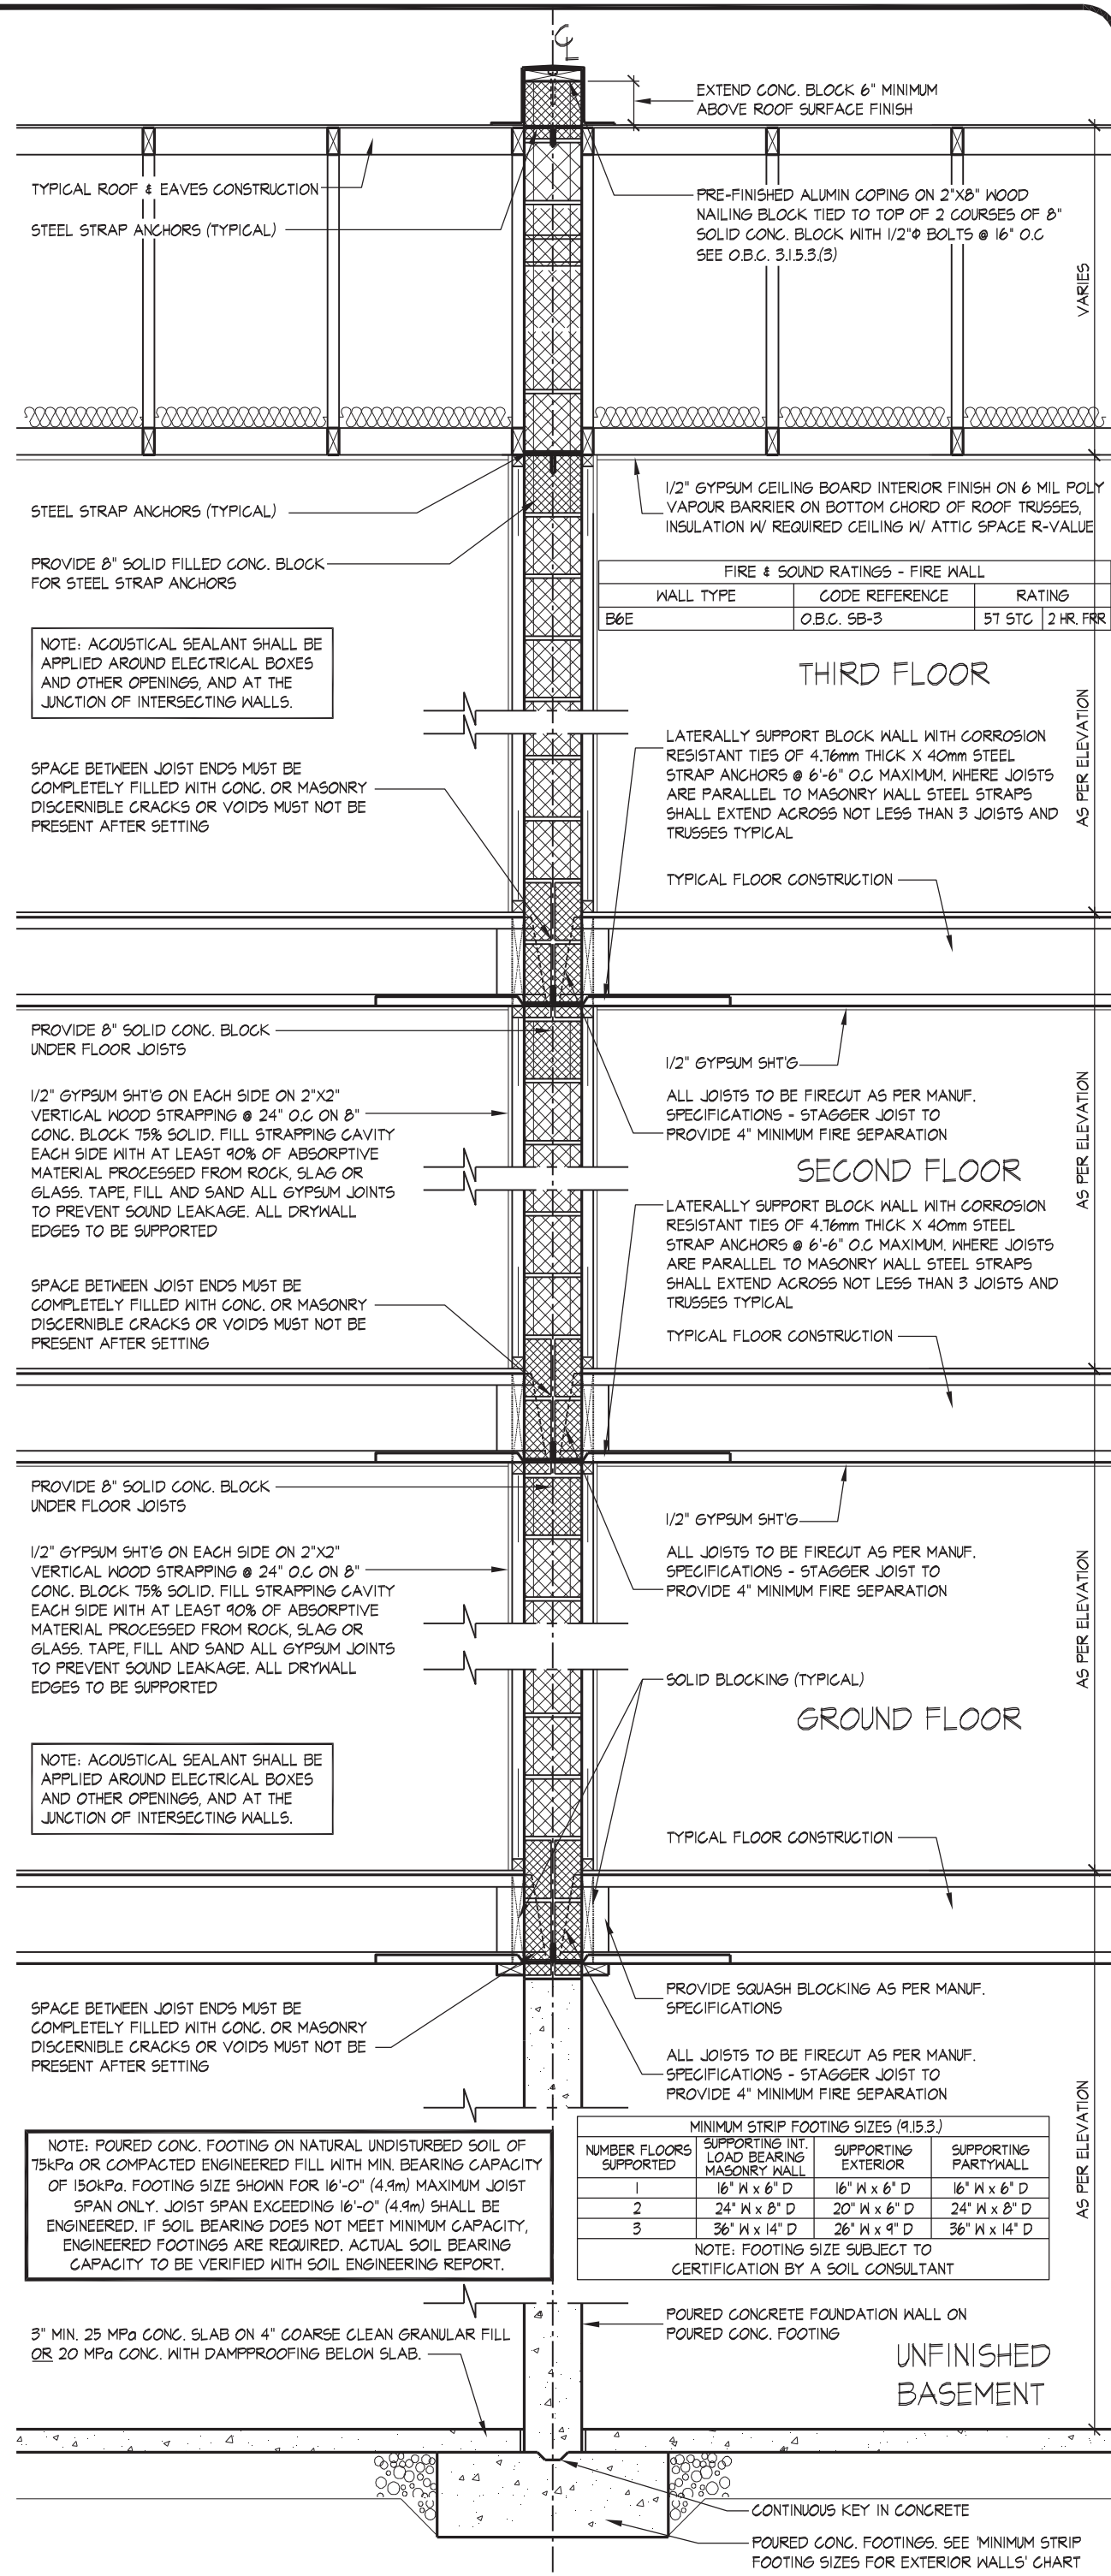 CL
EXTEND CONC. BLOCK 6" MINIMUM
ABOVE ROOF SURFACE FINISH
TYPICAL ROOF & EAVES CONSTRUCTION
STEEL STRAP ANCHORS (TYPICAL)
PRE-FINISHED ALUMIN COPING ON 2"X8" WOOD
NAILING BLOCK TIED TO TOP OF 2 COURSES OF 8"
SOLID CONC. BLOCK WITH 1/2"Φ BOLTS @ 16" O.C
SEE O.B.C. 3.1.5.3.(3)
VARIES
STEEL STRAP ANCHORS (TYPICAL)
PROVIDE 8" SOLID FILLED CONC. BLOCK
FOR STEEL STRAP ANCHORS
1/2" GYPSUM CEILING BOARD INTERIOR FINISH ON 6 MIL POLY
VAPOUR BARRIER ON BOTTOM CHORD OF ROOF TRUSSES,
INSULATION W/ REQUIRED CEILING W/ ATTIC SPACE R-VALUE
FIRE & SOUND RATINGS - FIRE WALL
WALL TYPE CODE REFERENCE RATING
B6E O.B.C. SB-3 57 STC 2 HR. FRR
NOTE: ACOUSTICAL SEALANT SHALL BE
APPLIED AROUND ELECTRICAL BOXES
AND OTHER OPENINGS, AND AT THE
JUNCTION OF INTERSECTING WALLS.
THIRD FLOOR
AS PER ELEVATION
SPACE BETWEEN JOIST ENDS MUST BE
COMPLETELY FILLED WITH CONC. OR MASONRY
DISCERNIBLE CRACKS OR VOIDS MUST NOT BE
PRESENT AFTER SETTING
LATERALLY SUPPORT BLOCK WALL WITH CORROSION
RESISTANT TIES OF 4.76mm THICK X 40mm STEEL
STRAP ANCHORS @ 6'-6" O.C MAXIMUM. WHERE JOISTS
ARE PARALLEL TO MASONRY WALL STEEL STRAPS
SHALL EXTEND ACROSS NOT LESS THAN 3 JOISTS AND
TRUSSES TYPICAL
TYPICAL FLOOR CONSTRUCTION
PROVIDE 8" SOLID CONC. BLOCK
UNDER FLOOR JOISTS
1/2" GYPSUM SHT'G
1/2" GYPSUM SHT'G ON EACH SIDE ON 2"X2"
VERTICAL WOOD STRAPPING @ 24" O.C ON 8"
CONC. BLOCK 75% SOLID. FILL STRAPPING CAVITY
EACH SIDE WITH AT LEAST 90% OF ABSORPTIVE
MATERIAL PROCESSED FROM ROCK, SLAG OR
GLASS. TAPE, FILL AND SAND ALL GYPSUM JOINTS
TO PREVENT SOUND LEAKAGE. ALL DRYWALL
EDGES TO BE SUPPORTED
ALL JOISTS TO BE FIRECUT AS PER MANUF.
SPECIFICATIONS - STAGGER JOIST TO
PROVIDE 4" MINIMUM FIRE SEPARATION
SECOND FLOOR
AS PER ELEVATION
LATERALLY SUPPORT BLOCK WALL WITH CORROSION
RESISTANT TIES OF 4.76mm THICK X 40mm STEEL
STRAP ANCHORS @ 6'-6" O.C MAXIMUM. WHERE JOISTS
ARE PARALLEL TO MASONRY WALL STEEL STRAPS
SHALL EXTEND ACROSS NOT LESS THAN 3 JOISTS AND
TRUSSES TYPICAL
SPACE BETWEEN JOIST ENDS MUST BE
COMPLETELY FILLED WITH CONC. OR MASONRY
DISCERNIBLE CRACKS OR VOIDS MUST NOT BE
PRESENT AFTER SETTING
TYPICAL FLOOR CONSTRUCTION
PROVIDE 8" SOLID CONC. BLOCK
UNDER FLOOR JOISTS
1/2" GYPSUM SHT'G
1/2" GYPSUM SHT'G ON EACH SIDE ON 2"X2"
VERTICAL WOOD STRAPPING @ 24" O.C ON 8"
CONC. BLOCK 75% SOLID. FILL STRAPPING CAVITY
EACH SIDE WITH AT LEAST 90% OF ABSORPTIVE
MATERIAL PROCESSED FROM ROCK, SLAG OR
GLASS. TAPE, FILL AND SAND ALL GYPSUM JOINTS
TO PREVENT SOUND LEAKAGE. ALL DRYWALL
EDGES TO BE SUPPORTED
ALL JOISTS TO BE FIRECUT AS PER MANUF.
SPECIFICATIONS - STAGGER JOIST TO
PROVIDE 4" MINIMUM FIRE SEPARATION
AS PER ELEVATION
SOLID BLOCKING (TYPICAL)
GROUND FLOOR
NOTE: ACOUSTICAL SEALANT SHALL BE
APPLIED AROUND ELECTRICAL BOXES
AND OTHER OPENINGS, AND AT THE
JUNCTION OF INTERSECTING WALLS.
TYPICAL FLOOR CONSTRUCTION
PROVIDE SQUASH BLOCKING AS PER MANUF.
SPECIFICATIONS
SPACE BETWEEN JOIST ENDS MUST BE
COMPLETELY FILLED WITH CONC. OR MASONRY
DISCERNIBLE CRACKS OR VOIDS MUST NOT BE
PRESENT AFTER SETTING
ALL JOISTS TO BE FIRECUT AS PER MANUF.
SPECIFICATIONS - STAGGER JOIST TO
PROVIDE 4" MINIMUM FIRE SEPARATION
AS PER ELEVATION
NOTE: POURED CONC. FOOTING ON NATURAL UNDISTURBED SOIL OF
75kPa OR COMPACTED ENGINEERED FILL WITH MIN. BEARING CAPACITY
OF 150kPa. FOOTING SIZE SHOWN FOR 16'-0" (4.9m) MAXIMUM JOIST
SPAN ONLY. JOIST SPAN EXCEEDING 16'-0" (4.9m) SHALL BE
ENGINEERED. IF SOIL BEARING DOES NOT MEET MINIMUM CAPACITY,
ENGINEERED FOOTINGS ARE REQUIRED. ACTUAL SOIL BEARING
CAPACITY TO BE VERIFIED WITH SOIL ENGINEERING REPORT.
MINIMUM STRIP FOOTING SIZES (9.15.3.)
NUMBER FLOORS SUPPORTED SUPPORTING INT. LOAD BEARING MASONRY WALL SUPPORTING EXTERIOR SUPPORTING PARTYWALL
1 16" W x 6" D 16" W x 6" D 16" W x 6" D
2 24" W x 8" D 20" W x 6" D 24" W x 8" D
3 36" W x 14" D 26" W x 9" D 36" W x 14" D
NOTE: FOOTING SIZE SUBJECT TO
CERTIFICATION BY A SOIL CONSULTANT
3" MIN. 25 MPa CONC. SLAB ON 4" COARSE CLEAN GRANULAR FILL
OR 20 MPa CONC. WITH DAMPPROOFING BELOW SLAB.
POURED CONCRETE FOUNDATION WALL ON
POURED CONC. FOOTING
UNFINISHED
BASEMENT
CONTINUOUS KEY IN CONCRETE
POURED CONC. FOOTINGS. SEE 'MINIMUM STRIP
FOOTING SIZES FOR EXTERIOR WALLS' CHART